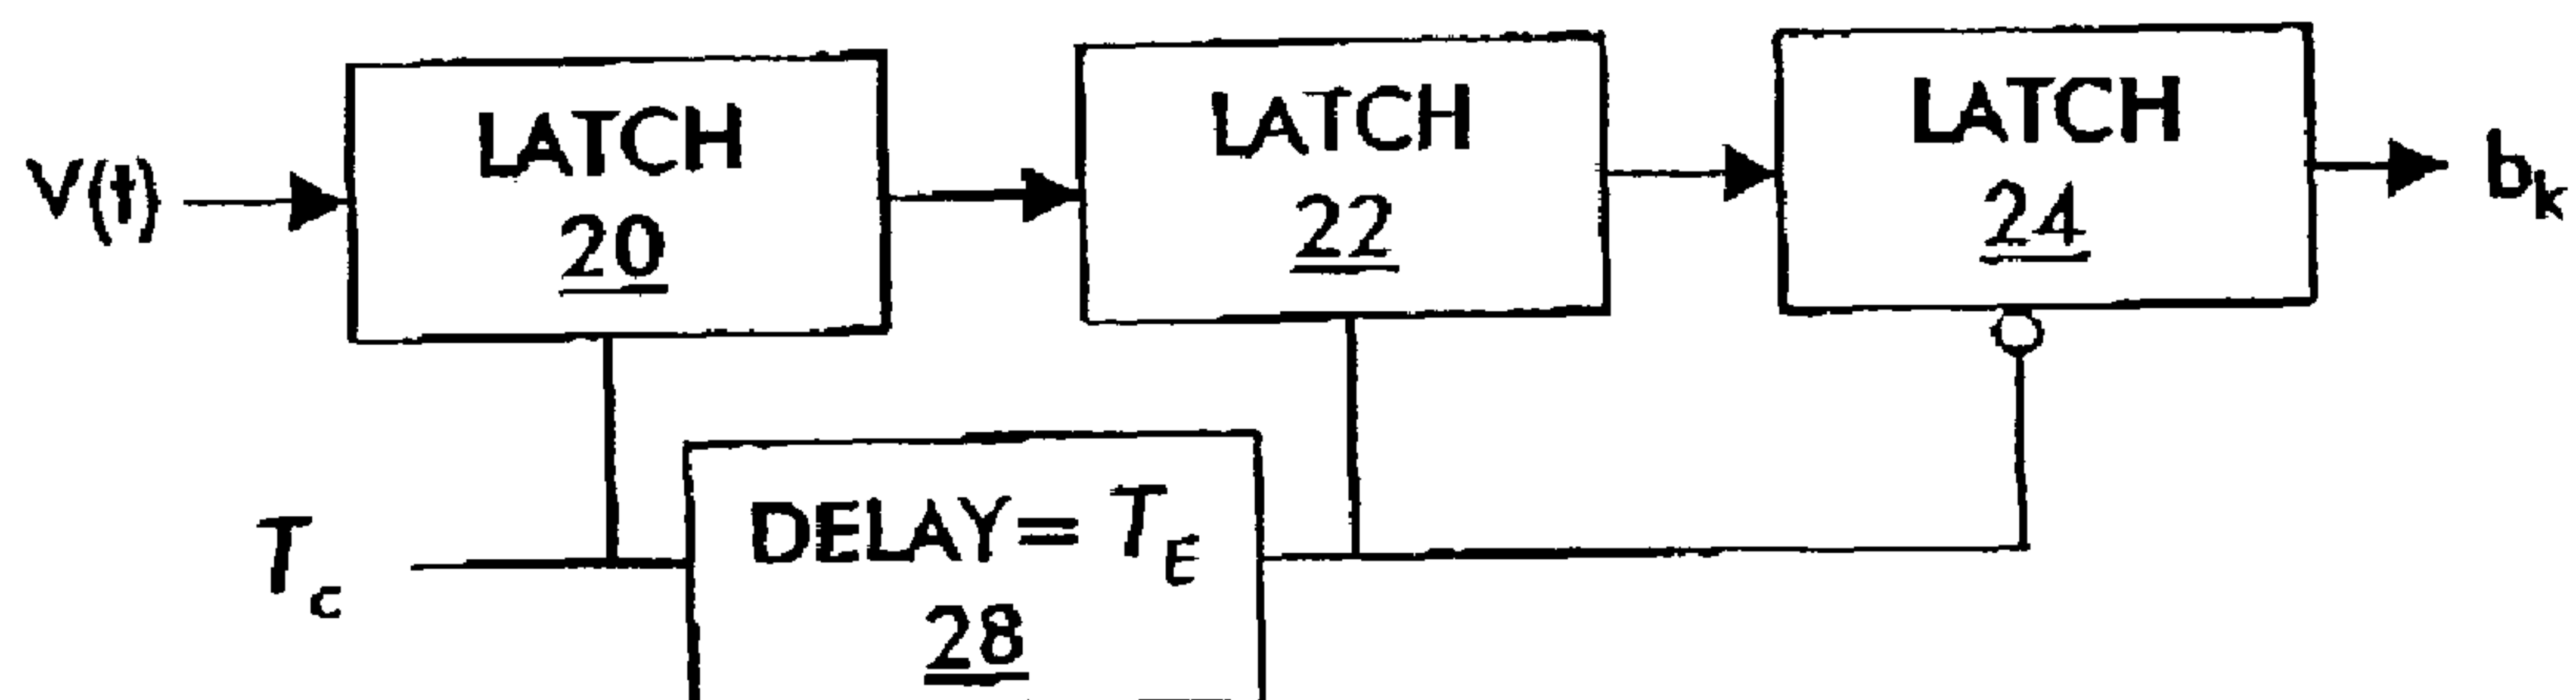 V(t)
LATCH
20
LATCH
22
LATCH
24
b_k
T_c
DELAY = T_E
28